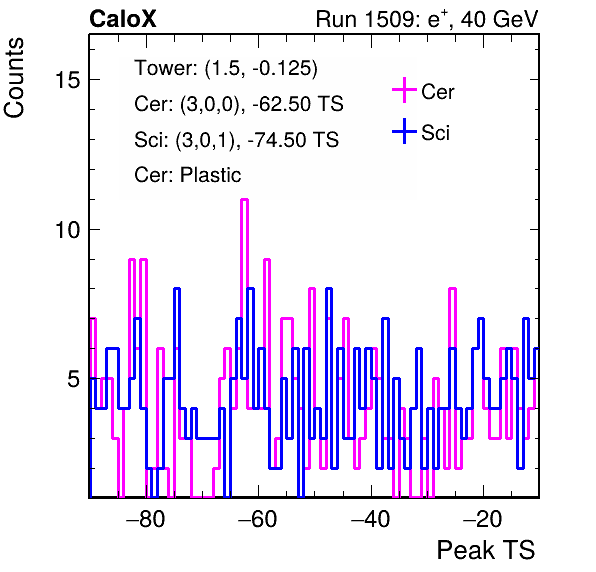 CaloX Run 1509: e+, 40 GeV
Counts
Tower: (1.5, -0.125)
Cer: (3,0,0), -62.50 TS
Sci: (3,0,1), -74.50 TS
Cer: Plastic
Cer
Sci
15
10
5
−80 −60 −40 −20
Peak TS